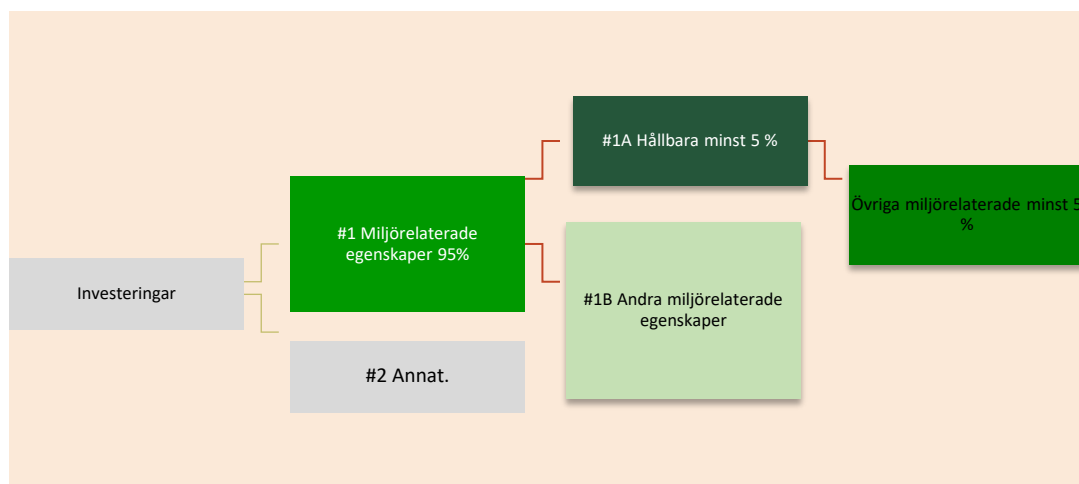 #1A Hållbara minst 5 %
Övriga miljörelaterade minst 5
%
#1 Miljörelaterade
egenskaper 95%
Investeringar
#1B Andra miljörelaterade
egenskaper
#2 Annat.